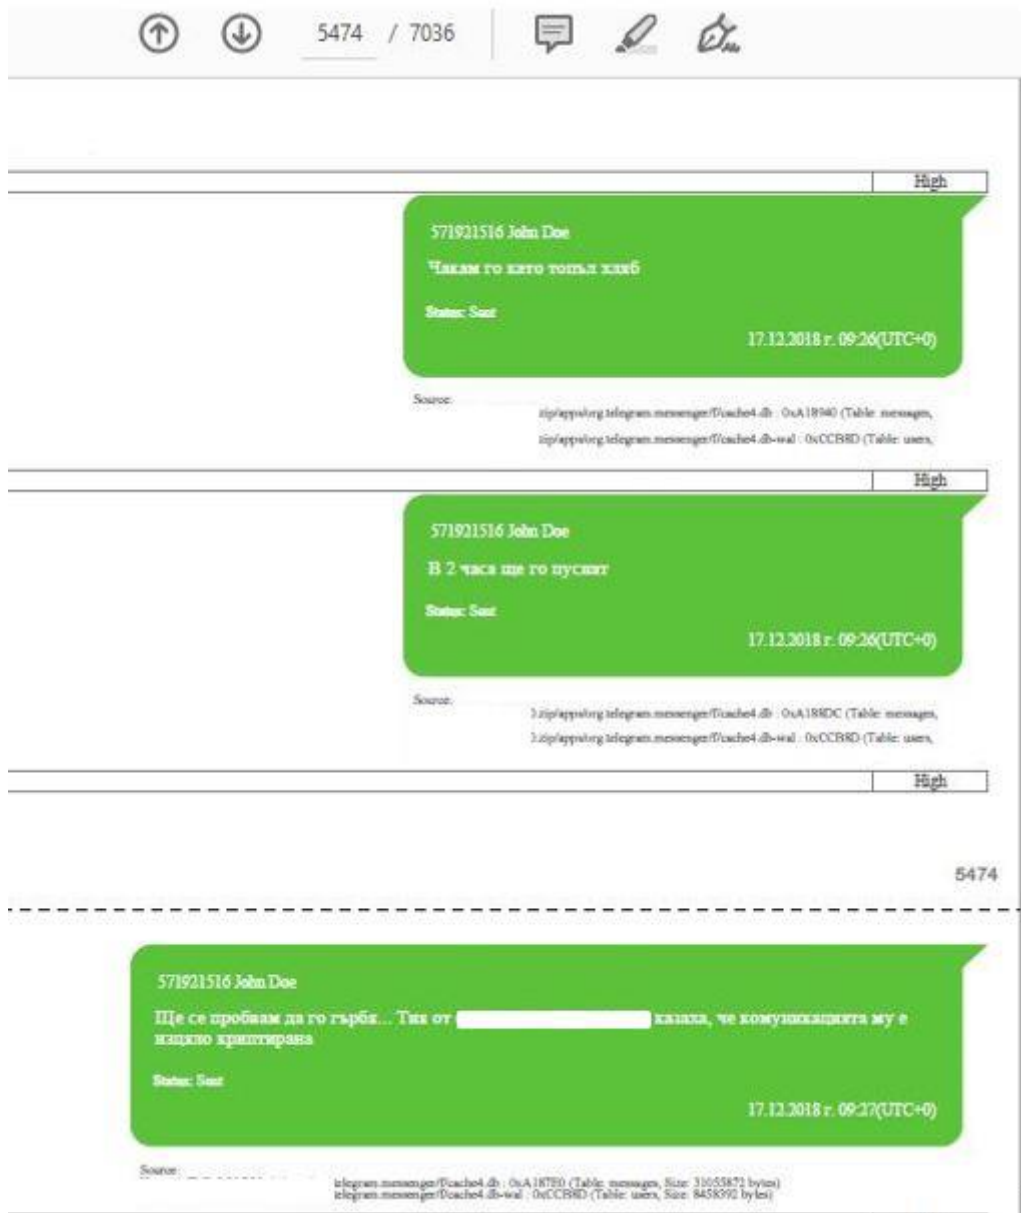 5474 / 7036
High
571921516 John Doe
Чакам го като топъл хляб
Status: Sent
17.12.2018 г. 09:26(UTC+0)
Source:
zip/apps/org.telegram.messenger/f/cache4.db : 0xA18940 (Table: messages,
zip/apps/org.telegram.messenger/f/cache4.db-wal : 0xCCB8D (Table: users,
High
571921516 John Doe
В 2 часа ще го пуснат
Status: Sent
17.12.2018 г. 09:26(UTC+0)
Source:
).zip/apps/org.telegram.messenger/f/cache4.db : 0xA188DC (Table: messages,
).zip/apps/org.telegram.messenger/f/cache4.db-wal : 0xCCB8D (Table: users,
High
5474
571921516 John Doe
Ще се пробвам да го гърбя... Тия от казаха, че комуникацията му е
изцяло криптирана
Status: Sent
17.12.2018 г. 09:27(UTC+0)
Source:
telegram.messenger/f/cache4.db : 0xA187E0 (Table: messages, Size: 31055872 bytes)
telegram.messenger/f/cache4.db-wal : 0xCCB8D (Table: users, Size: 8458392 bytes)